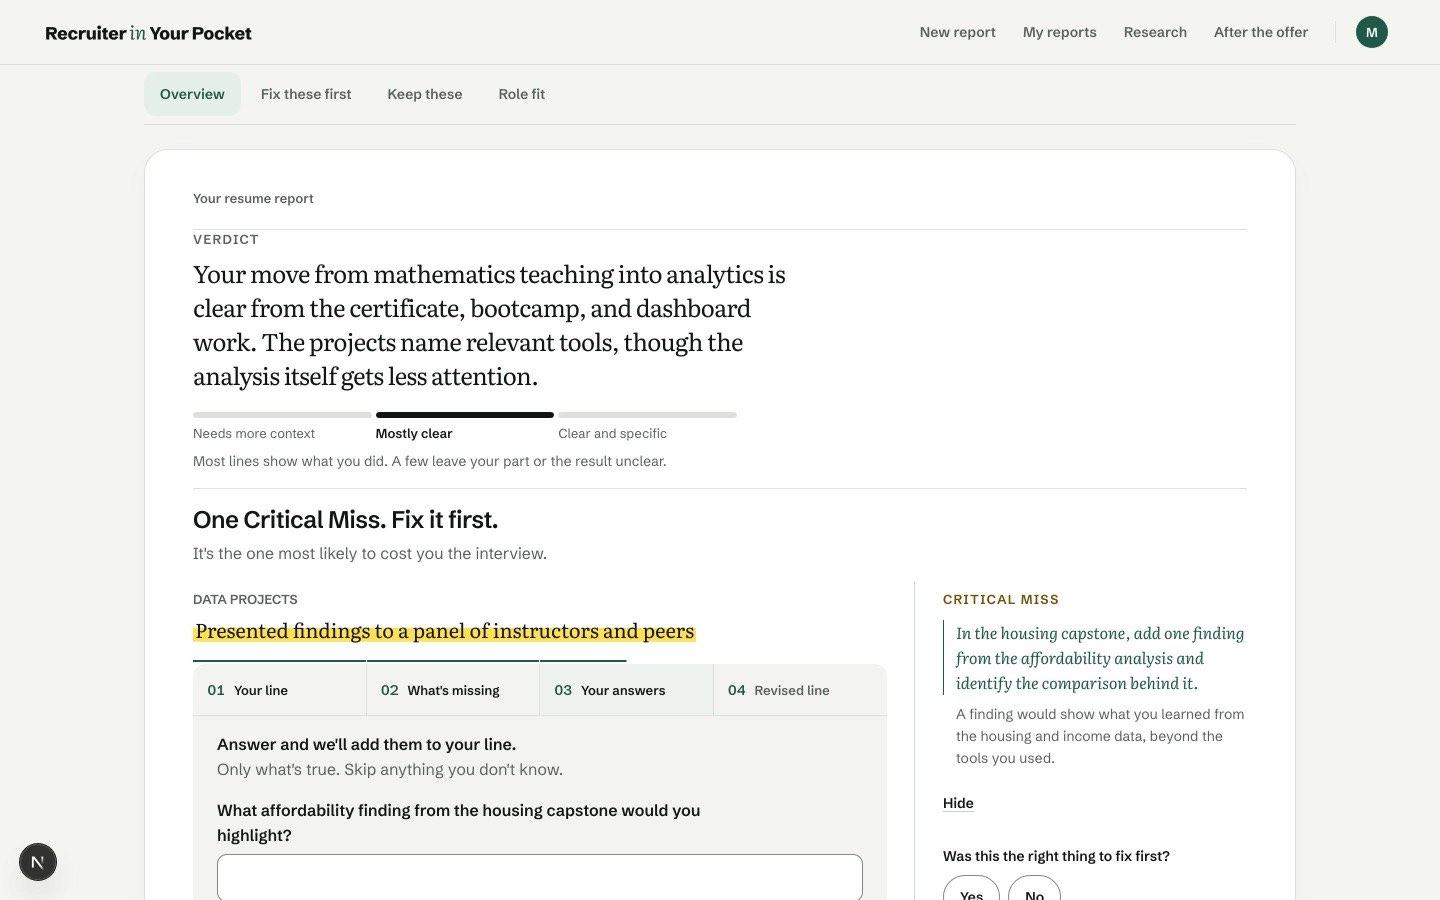 Recruiter in Your Pocket
New report
My reports
Research
After the offer
M
Overview
Fix these first
Keep these
Role fit
Your resume report
VERDICT
Your move from mathematics teaching into analytics is
clear from the certificate, bootcamp, and dashboard
work. The projects name relevant tools, though the
analysis itself gets less attention.
Needs more context
Mostly clear
Clear and specific
Most lines show what you did. A few leave your part or the result unclear.
One Critical Miss. Fix it first.
It's the one most likely to cost you the interview.
DATA PROJECTS
Presented findings to a panel of instructors and peers
01 Your line
02 What's missing
03 Your answers
04 Revised line
Answer and we'll add them to your line.
Only what's true. Skip anything you don't know.
What affordability finding from the housing capstone would you
highlight?
CRITICAL MISS
In the housing capstone, add one finding
from the affordability analysis and
identify the comparison behind it.
A finding would show what you learned from
the housing and income data, beyond the
tools you used.
Hide
Was this the right thing to fix first?
Yes
No
N